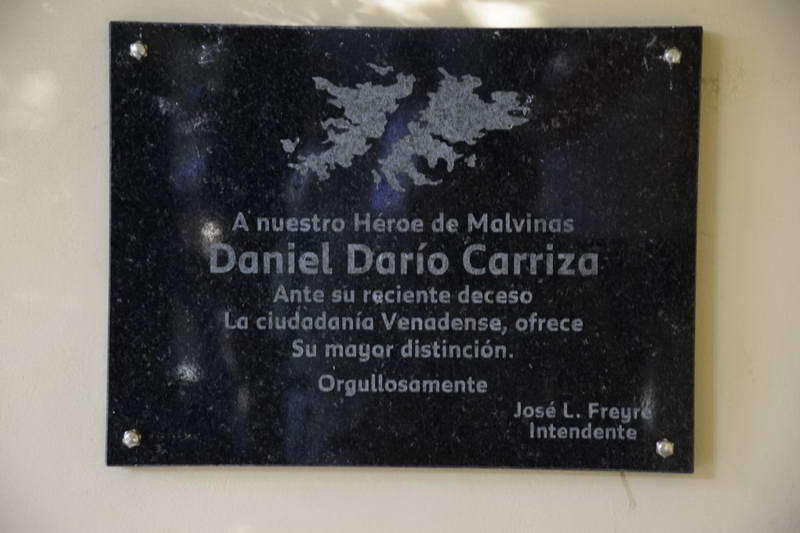 A nuestro Héroe de Malvinas
Daniel Darío Carriza
Ante su reciente deceso
La ciudadanía Venadense, ofrece
Su mayor distinción.
Orgullosamente
José L. Freyre
Intendente